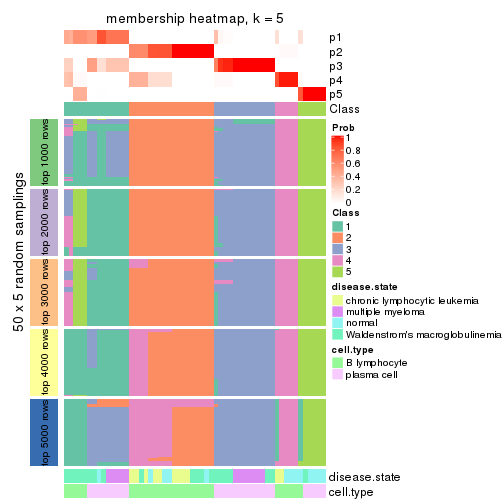 membership heatmap, k = 5
p1
p2
p3
p4
p5
Class
50 x 5 random samplings
top 1000 rows
top 2000 rows
top 3000 rows
top 4000 rows
top 5000 rows
disease.state
cell.type
Prob
1
0.8
0.6
0.4
0.2
0
Class
1
2
3
4
5
disease.state
chronic lymphocytic leukemia
multiple myeloma
normal
Waldenstrom's macroglobulinemia
cell.type
B lymphocyte
plasma cell